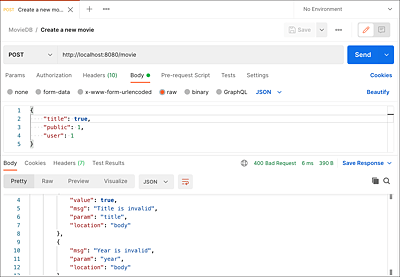 POST Create a new mo...
No Environment
MovieDB / Create a new movie
Save
POST http://localhost:8080/movie Send
Params Authorization Headers (10) Body Pre-request Script Tests Settings Cookies
none form-data x-www-form-urlencoded raw binary GraphQL JSON Beautify
1 {
2 "title": true,
3 "public": 1,
4 "user": 1
5 }
Body Cookies Headers (7) Test Results 400 Bad Request 6 ms 390 B Save Response
Pretty Raw Preview Visualize JSON
4 "value": true,
5 "msg": "Title is invalid",
6 "param": "title",
7 "location": "body"
8 },
9 {
10 "msg": "Year is invalid",
11 "param": "year",
12 "location": "body"